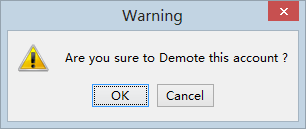 Warning
Are you sure to Demote this account ?
OK
Cancel